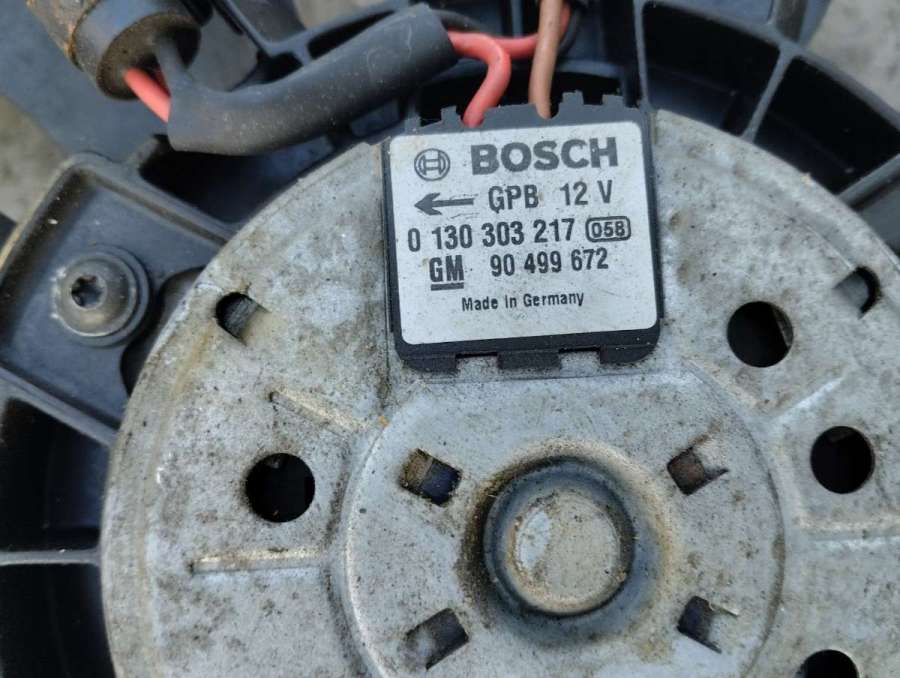 BOSCH
← GPB 12 V
0 130 303 217 058
GM 90 499 672
Made in Germany